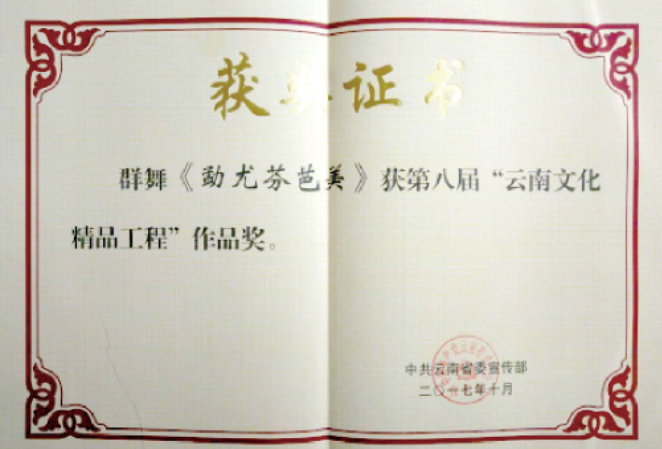 获奖证书
群舞《勐尤芬芭美》获第八届“云南文化
精品工程”作品奖。
中共云南省委宣传部
二〇一七年十月